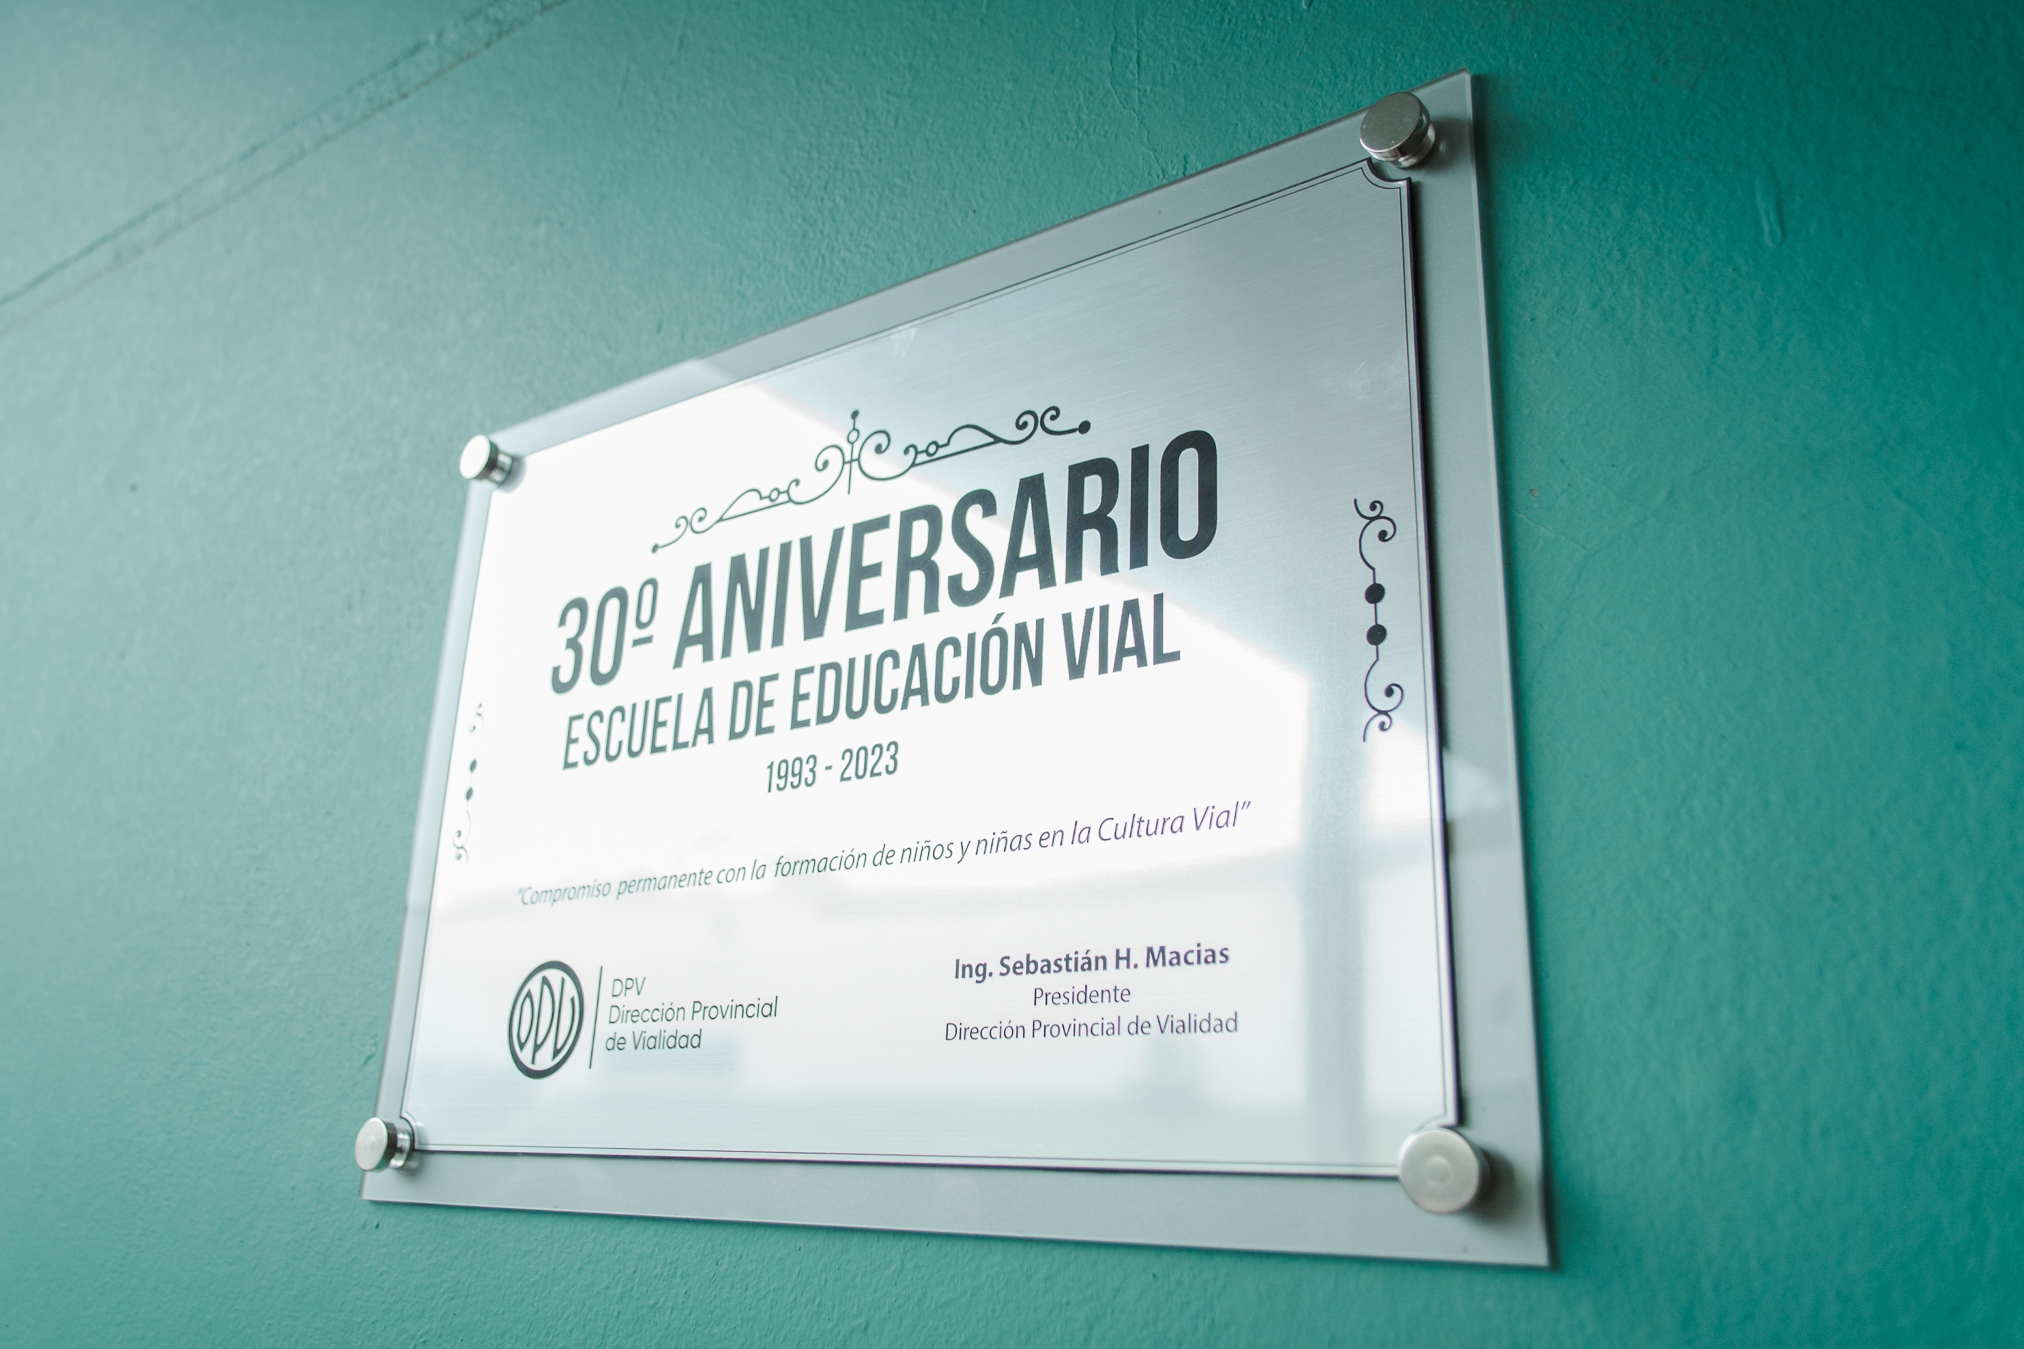 30º ANIVERSARIO
ESCUELA DE EDUCACIÓN VIAL
1993 - 2023
"Compromiso permanente con la formación de niños y niñas en la Cultura Vial"
DPV
DPV
Dirección Provincial
de Vialidad
Ing. Sebastián H. Macias
Presidente
Dirección Provincial de Vialidad